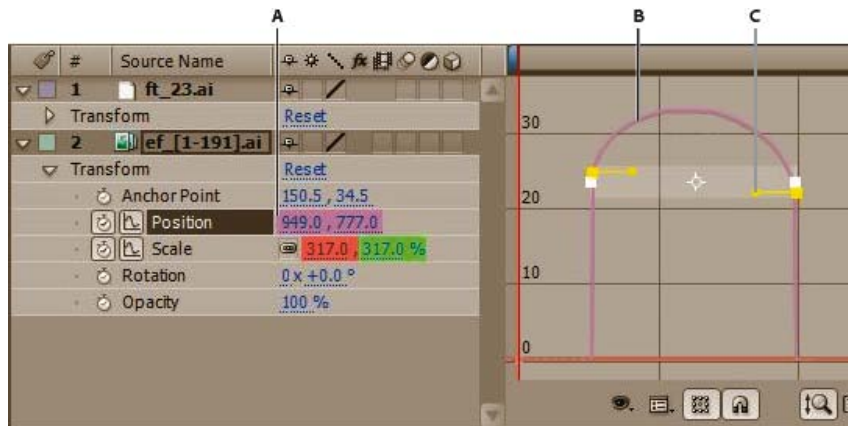 A B C
# Source Name fx
1 ft_23.ai
Transform Reset
2 ef_[1-191].ai
Transform Reset
Anchor Point 150.5 , 34.5
Position 949.0 , 777.0
Scale 317.0 , 317.0 %
Rotation 0 x +0.0 °
Opacity 100 %
30
20
10
0